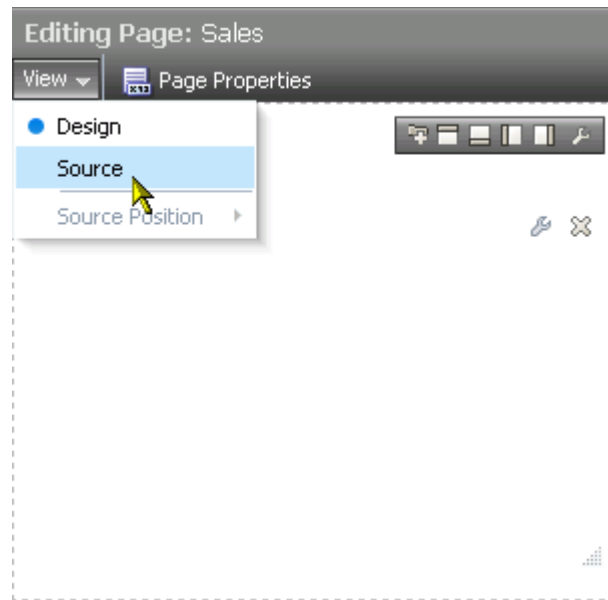 Editing Page: Sales
View Page Properties
Design
Source
Source Position